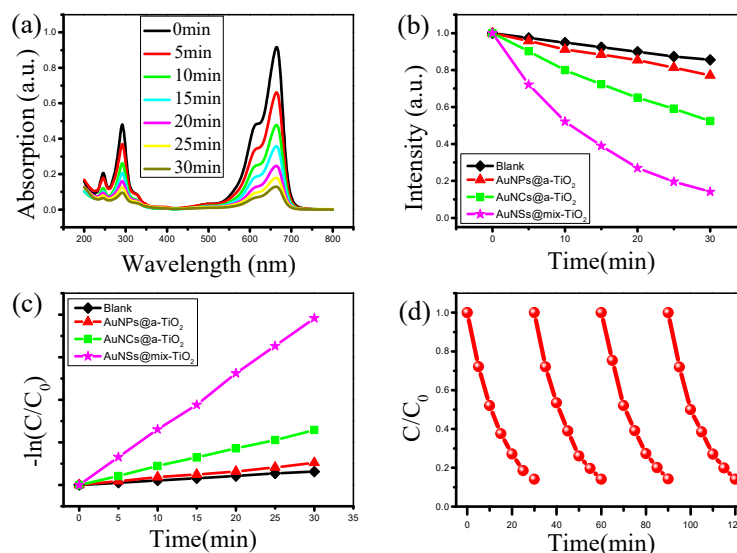 (a)
0min
5min
10min
15min
20min
25min
30min
Absorption (a.u.)
1.0
0.8
0.6
0.4
0.2
0.0
200 300 400 500 600 700 800
Wavelength (nm)
(b)
Intensity (a.u.)
1.0
0.8
0.6
0.4
0.2
0.0
Blank
AuNPs@a-TiO₂
AuNCs@a-TiO₂
AuNSs@mix-TiO₂
0 10 20 30
Time(min)
(c)
Blank
AuNPs@a-TiO₂
AuNCs@a-TiO₂
AuNSs@mix-TiO₂
-ln(C/C₀)
0 5 10 15 20 25 30 35
Time(min)
(d)
C/C₀
1.0
0.8
0.6
0.4
0.2
0.0
0 20 40 60 80 100 120
Time(min)